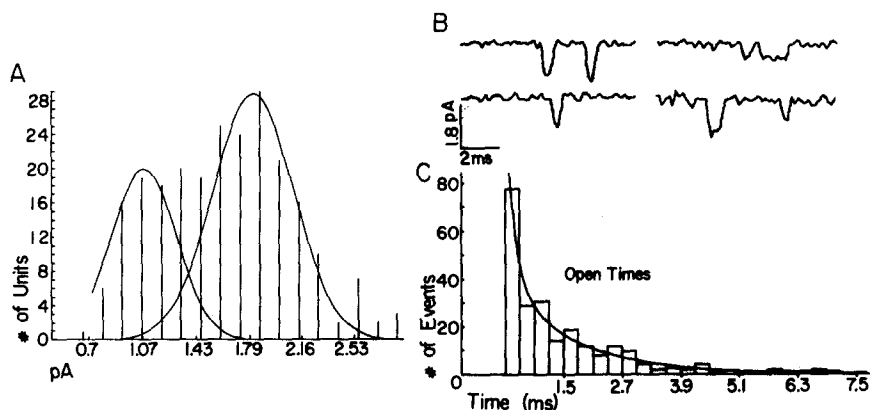 A
# of Units
28
24
20
16
12
8
4
0
0.7 1.07 1.43 1.79 2.16 2.53
pA
B
1.8 pA
2ms
C
# of Events
80
60
40
20
0
Open Times
1.5 2.7 3.9 5.1 6.3 7.5
Time (ms)